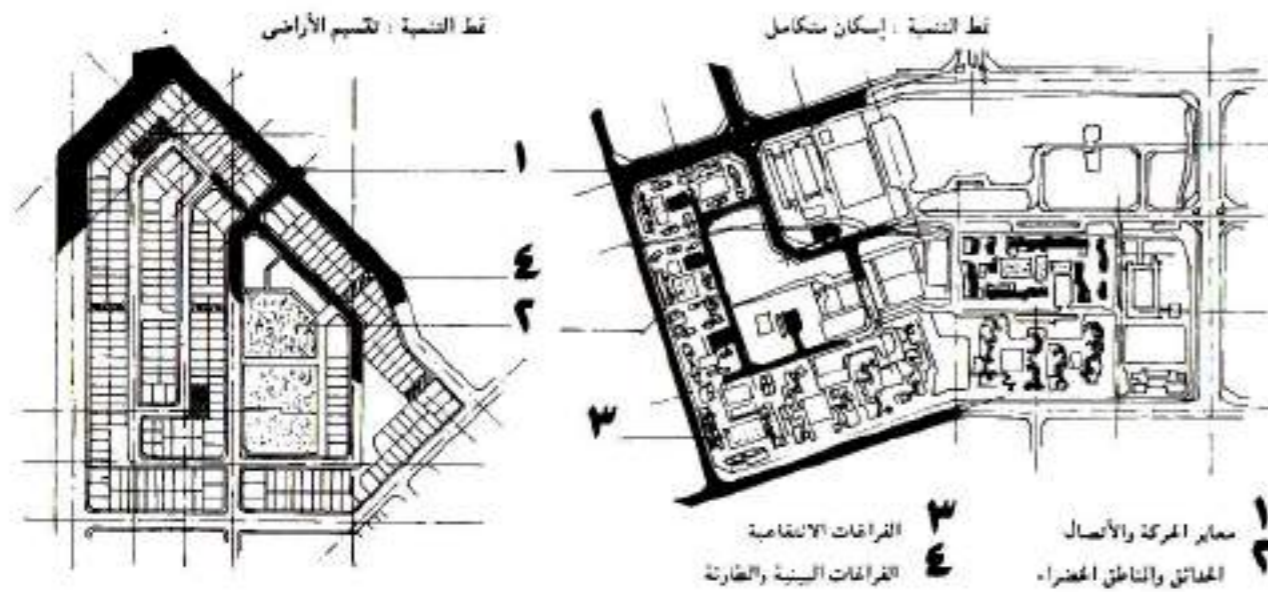 نمط التنمية : إسكان متكامل
نمط التنمية : تقسيم الأراضى
١
٤
٢
٣
١ معابر الحركة والأتصال
٢ الحدائق والمناطق الخضراء
٣ الفراغات الانتفاعية
٤ الفراغات البينية والطارئة